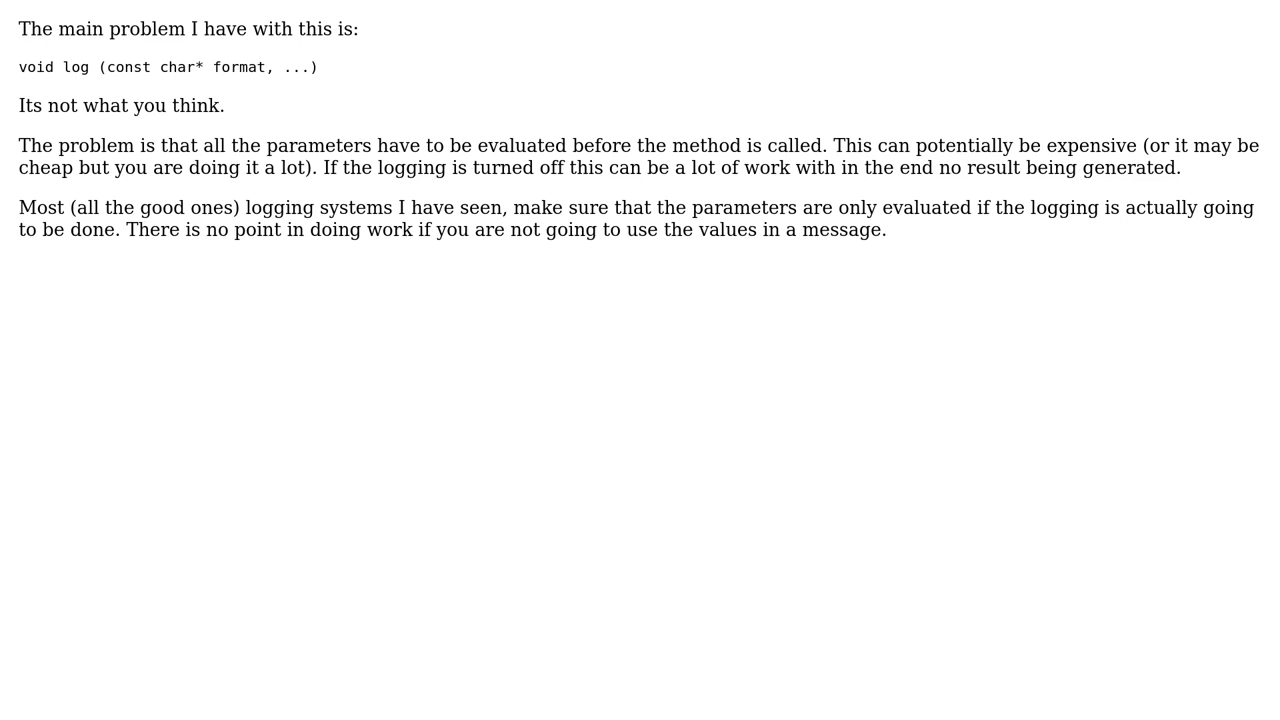 The main problem I have with this is:
void log (const char* format, ...)
Its not what you think.
The problem is that all the parameters have to be evaluated before the method is called. This can potentially be expensive (or it may be
cheap but you are doing it a lot). If the logging is turned off this can be a lot of work with in the end no result being generated.
Most (all the good ones) logging systems I have seen, make sure that the parameters are only evaluated if the logging is actually going
to be done. There is no point in doing work if you are not going to use the values in a message.